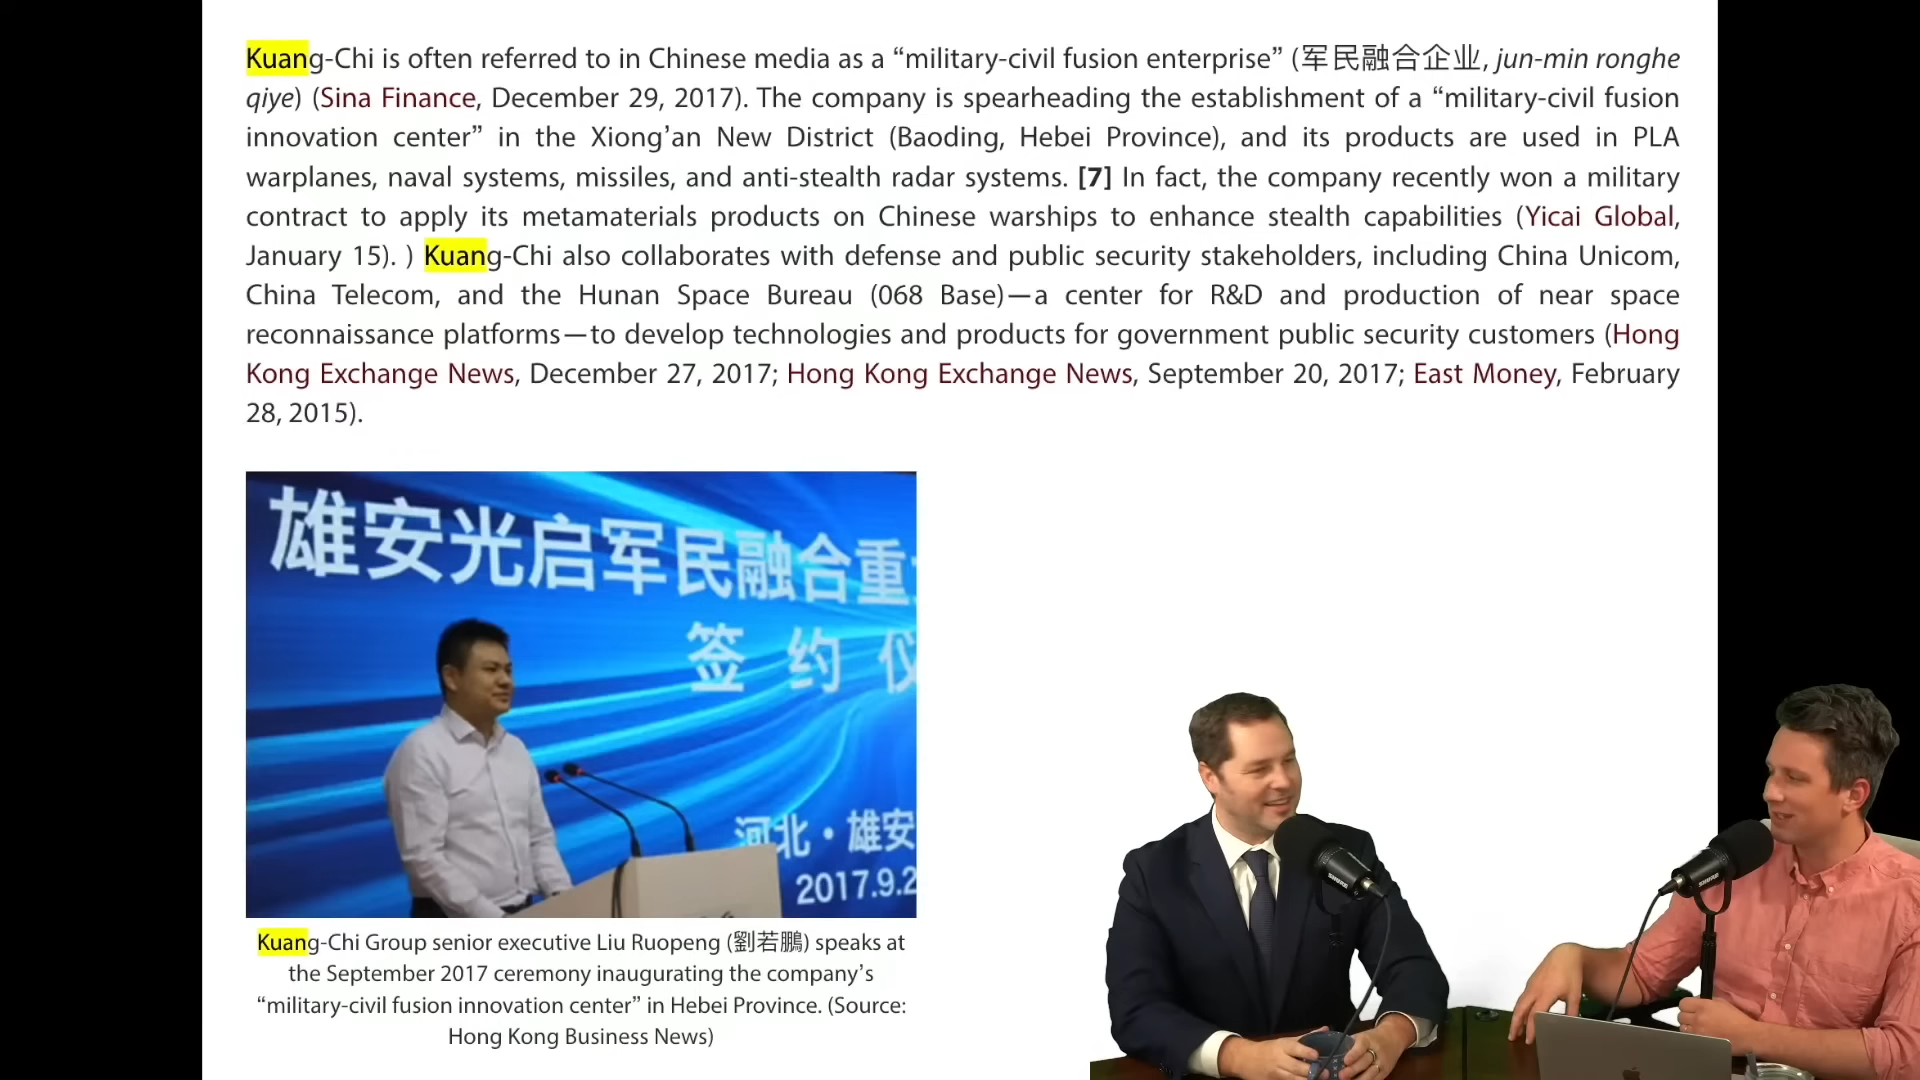 Kuang-Chi is often referred to in Chinese media as a “military-civil fusion enterprise” (军民融合企业, jun-min ronghe
qiye) (Sina Finance, December 29, 2017). The company is spearheading the establishment of a “military-civil fusion
innovation center” in the Xiong’an New District (Baoding, Hebei Province), and its products are used in PLA
warplanes, naval systems, missiles, and anti-stealth radar systems. [7] In fact, the company recently won a military
contract to apply its metamaterials products on Chinese warships to enhance stealth capabilities (Yicai Global,
January 15). ) Kuang-Chi also collaborates with defense and public security stakeholders, including China Unicom,
China Telecom, and the Hunan Space Bureau (068 Base)—a center for R&D and production of near space
reconnaissance platforms—to develop technologies and products for government public security customers (Hong
Kong Exchange News, December 27, 2017; Hong Kong Exchange News, September 20, 2017; East Money, February
28, 2015).
雄安光启军民融合重
签约仪
河北·雄安
2017.9.2
Kuang-Chi Group senior executive Liu Ruopeng (劉若鵬) speaks at
the September 2017 ceremony inaugurating the company’s
“military-civil fusion innovation center” in Hebei Province. (Source:
Hong Kong Business News)
SHURE
SHURE